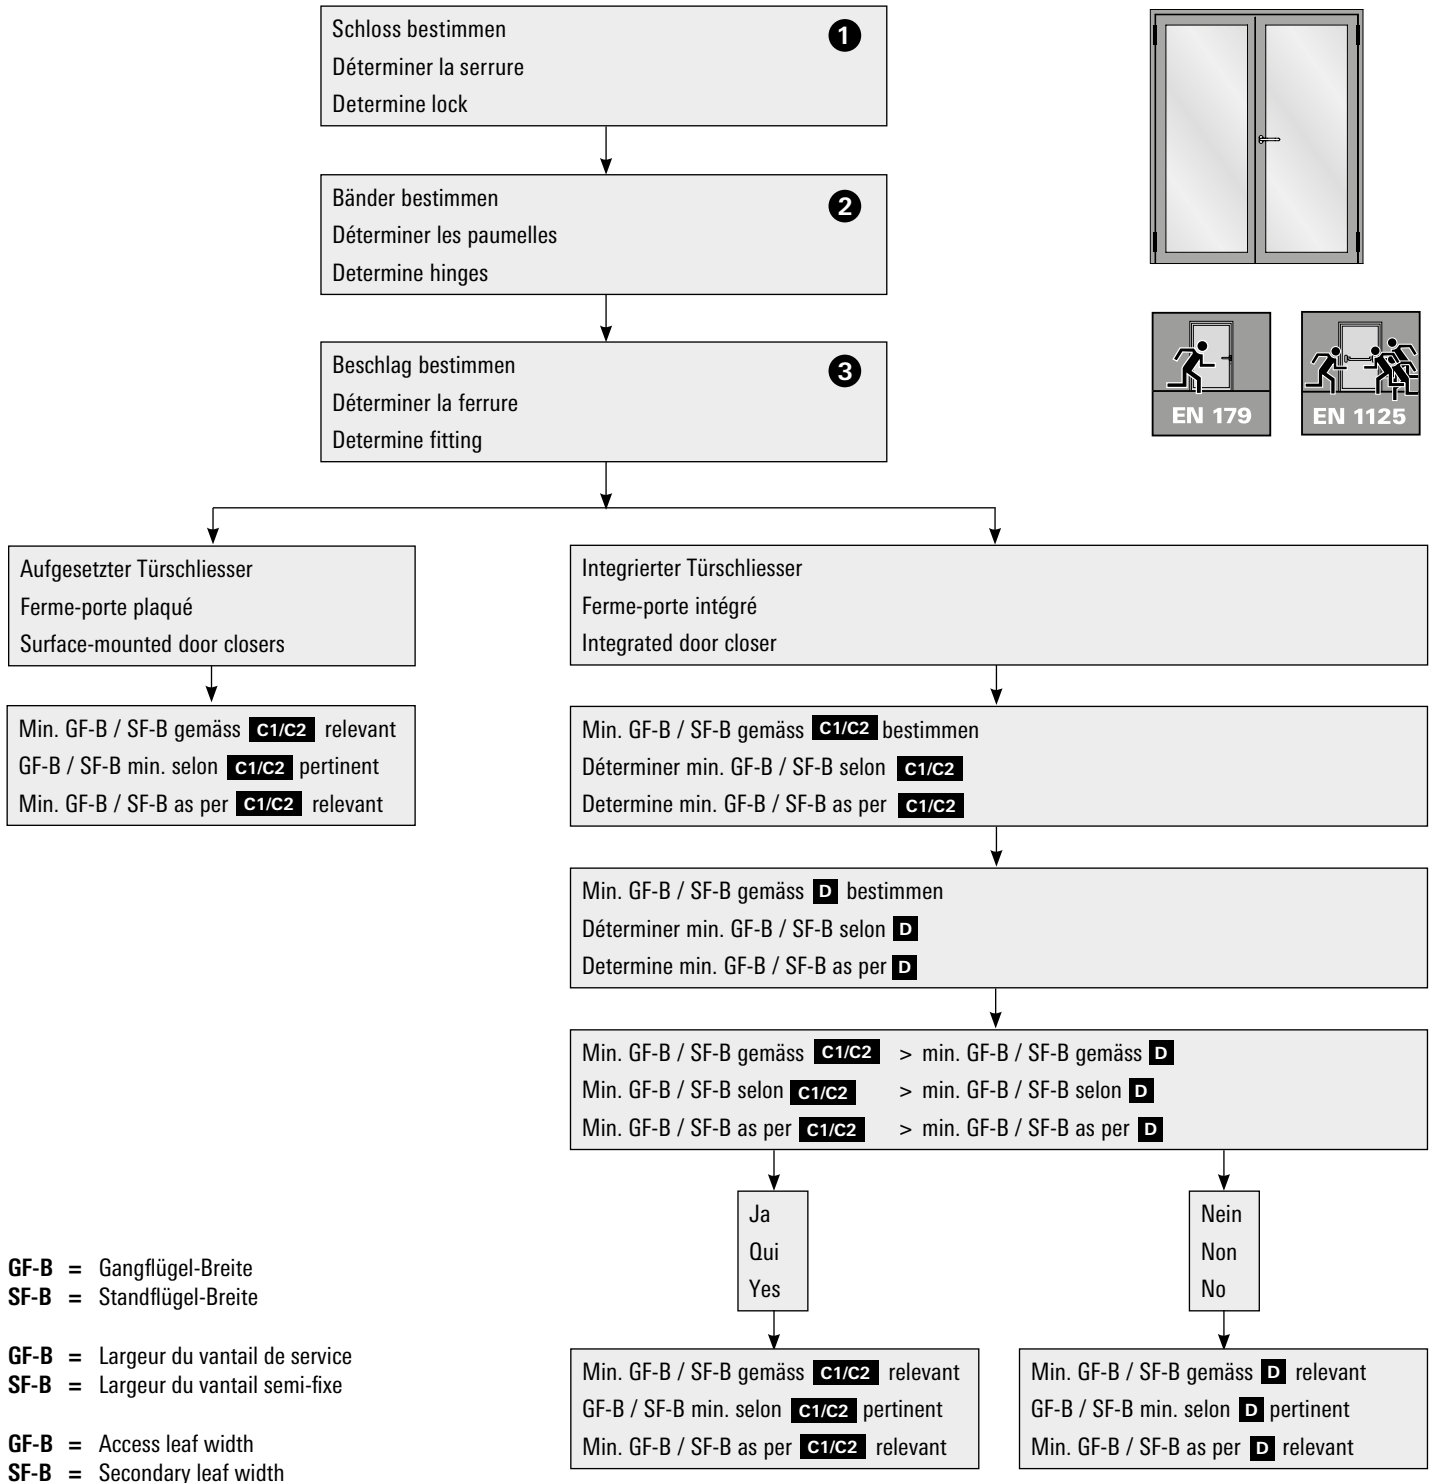 Schloss bestimmen
1
Déterminer la serrure
Determine lock
Bänder bestimmen
2
Déterminer les paumelles
Determine hinges
Beschlag bestimmen
3
Déterminer la ferrure
Determine fitting
EN 179
EN 1125
Aufgesetzter Türschliesser
Ferme-porte plaqué
Surface-mounted door closers
Integrierter Türschliesser
Ferme-porte intégré
Integrated door closer
Min. GF-B / SF-B gemäss C1/C2 relevant
GF-B / SF-B min. selon C1/C2 pertinent
Min. GF-B / SF-B as per C1/C2 relevant
Min. GF-B / SF-B gemäss C1/C2 bestimmen
Déterminer min. GF-B / SF-B selon C1/C2
Determine min. GF-B / SF-B as per C1/C2
Min. GF-B / SF-B gemäss D bestimmen
Déterminer min. GF-B / SF-B selon D
Determine min. GF-B / SF-B as per D
Min. GF-B / SF-B gemäss C1/C2 > min. GF-B / SF-B gemäss D
Min. GF-B / SF-B selon C1/C2 > min. GF-B / SF-B selon D
Min. GF-B / SF-B as per C1/C2 > min. GF-B / SF-B as per D
Ja
Qui
Yes
Nein
Non
No
Min. GF-B / SF-B gemäss C1/C2 relevant
GF-B / SF-B min. selon C1/C2 pertinent
Min. GF-B / SF-B as per C1/C2 relevant
Min. GF-B / SF-B gemäss D relevant
GF-B / SF-B min. selon D pertinent
Min. GF-B / SF-B as per D relevant
GF-B = Gangflügel-Breite
SF-B = Standflügel-Breite
GF-B = Largeur du vantail de service
SF-B = Largeur du vantail semi-fixe
GF-B = Access leaf width
SF-B = Secondary leaf width